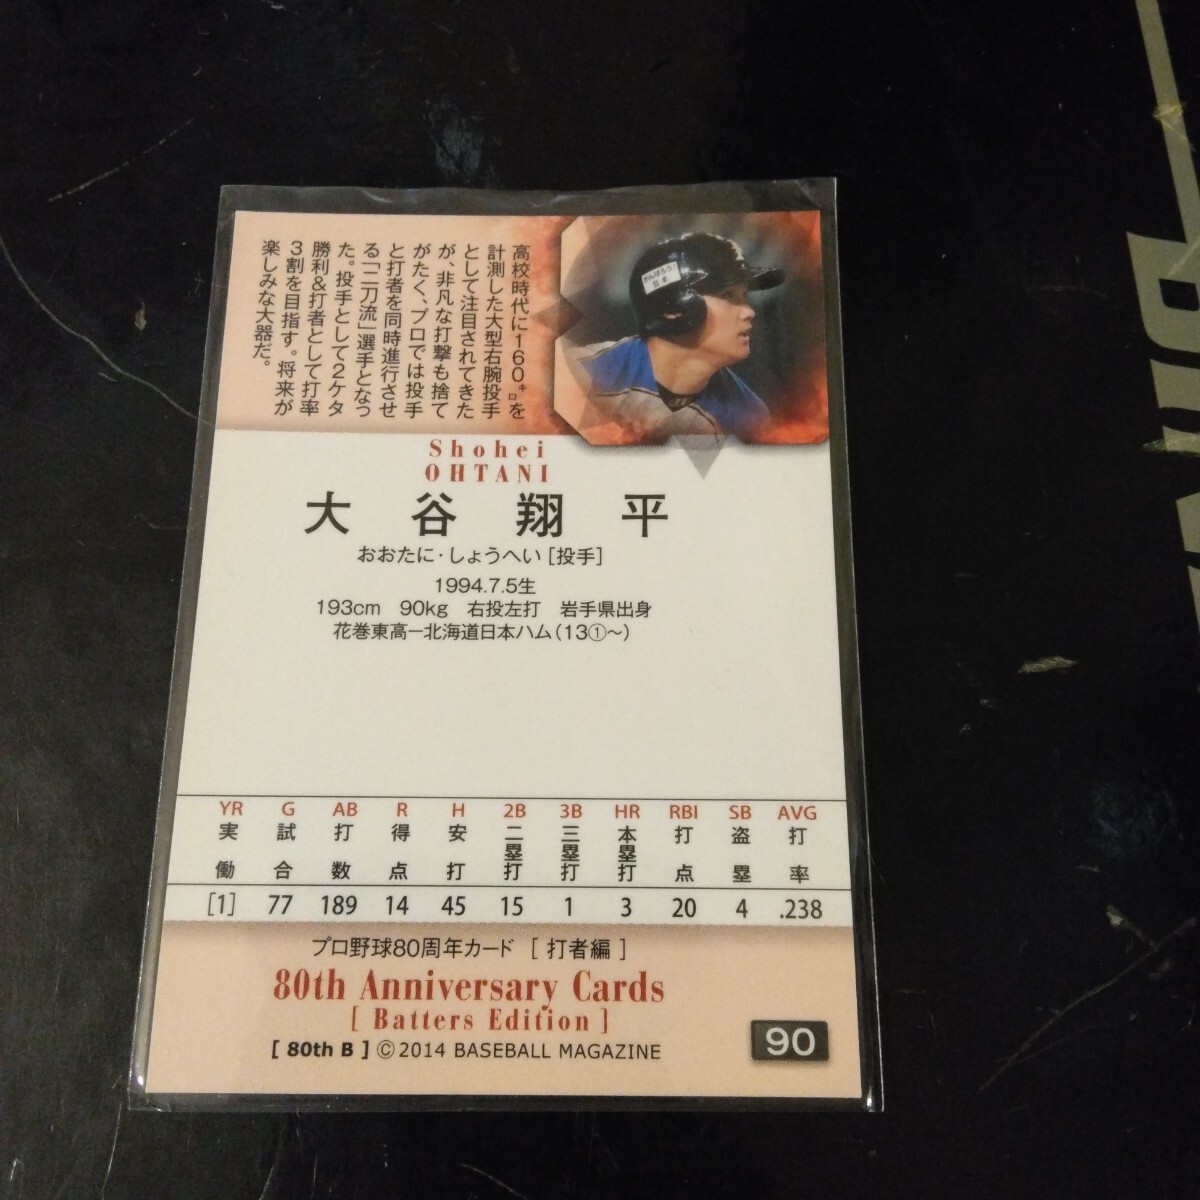 高校時代に160キロを
計測した大型右腕投手
として注目されてきた
が、非凡な打撃も捨て
がたく、プロでは投手
と打者を同時進行させ
る「二刀流」選手となっ
た。投手として2ケタ
勝利&打者として打率
3割を目指す。将来が
楽しみな大器だ。
がんばろう!
日本
Shohei
OHTANI
大谷翔平
おおたに・しょうへい[投手]
1994.7.5生
193cm 90kg 右投左打 岩手県出身
花巻東高ー北海道日本ハム(13①〜)
YR G AB R H 2B 3B HR RBI SB AVG
実働 試合 打数 得点 安打 二塁打 三塁打 本塁打 打点 盗塁 打率
[1] 77 189 14 45 15 1 3 20 4 .238
プロ野球80周年カード [打者編]
80th Anniversary Cards
[ Batters Edition ]
[ 80th B ] ©2014 BASEBALL MAGAZINE
90